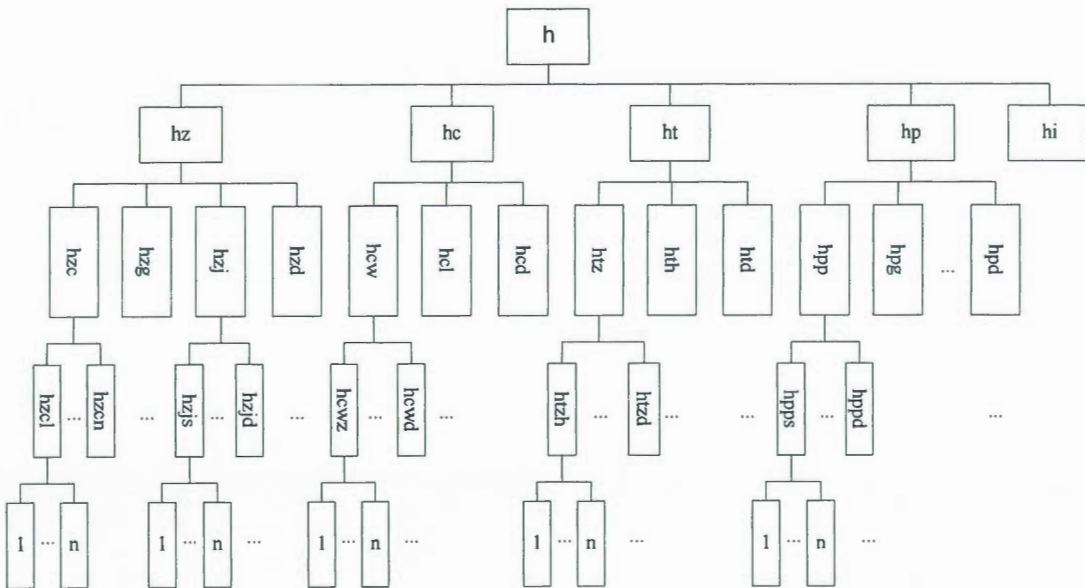 h
hz hc ht hp hi
hzc hzg hzj hzd hcw hcl hcd htz hth htd hpp hpg ... hpd
hzcl ... hzcn ... hzjs ... hzjd ... hcwz ... hcwd ... htzh ... htzd ... hpps ... hppd ...
1 ... n 1 ... n ... 1 ... n ... 1 ... n ... 1 ... n ...